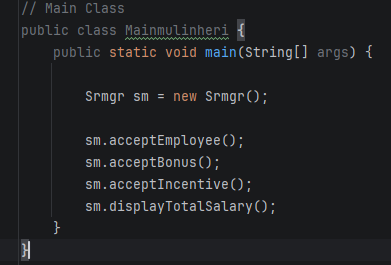 // Main Class
public class Mainmulinheri {
public static void main(String[] args) {
Srmgr sm = new Srmgr();
sm.acceptEmployee();
sm.acceptBonus();
sm.acceptIncentive();
sm.displayTotalSalary();
}
}